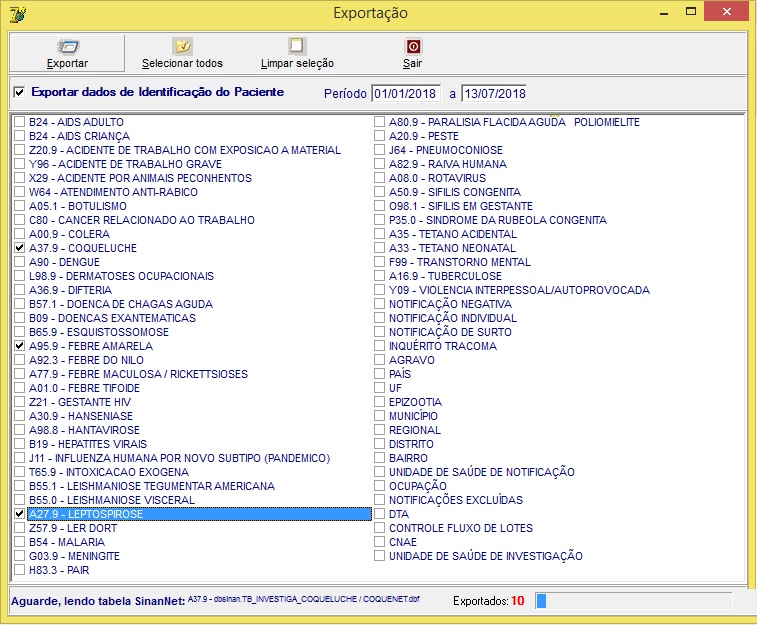 Exportação
Exportar
Selecionar todos
Limpar seleção
Sair
Exportar dados de Identificação do Paciente
Período 01/01/2018 a 13/07/2018
B24 - AIDS ADULTO
B24 - AIDS CRIANÇA
Z20.9 - ACIDENTE DE TRABALHO COM EXPOSICAO A MATERIAL
Y96 - ACIDENTE DE TRABALHO GRAVE
X29 - ACIDENTE POR ANIMAIS PECONHENTOS
W64 - ATENDIMENTO ANTI-RABICO
A05.1 - BOTULISMO
C80 - CANCER RELACIONADO AO TRABALHO
A00.9 - COLERA
A37.9 - COQUELUCHE
A90 - DENGUE
L98.9 - DERMATOSES OCUPACIONAIS
A36.9 - DIFTERIA
B57.1 - DOENCA DE CHAGAS AGUDA
B09 - DOENCAS EXANTEMATICAS
B65.9 - ESQUISTOSSOMOSE
A95.9 - FEBRE AMARELA
A92.3 - FEBRE DO NILO
A77.9 - FEBRE MACULOSA / RICKETTSIOSES
A01.0 - FEBRE TIFOIDE
Z21 - GESTANTE HIV
A30.9 - HANSENIASE
A98.8 - HANTAVIROSE
B19 - HEPATITES VIRAIS
J11 - INFLUENZA HUMANA POR NOVO SUBTIPO (PANDEMICO)
T65.9 - INTOXICACAO EXOGENA
B55.1 - LEISHMANIOSE TEGUMENTAR AMERICANA
B55.0 - LEISHMANIOSE VISCERAL
A27.9 - LEPTOSPIROSE
Z57.9 - LER DORT
B54 - MALARIA
G03.9 - MENINGITE
H83.3 - PAIR
A80.9 - PARALISIA FLACIDA AGUDA POLIOMIELITE
A20.9 - PESTE
J64 - PNEUMOCONIOSE
A82.9 - RAIVA HUMANA
A08.0 - ROTAVIRUS
A50.9 - SIFILIS CONGENITA
O98.1 - SIFILIS EM GESTANTE
P35.0 - SINDROME DA RUBEOLA CONGENITA
A35 - TETANO ACIDENTAL
A33 - TETANO NEONATAL
F99 - TRANSTORNO MENTAL
A16.9 - TUBERCULOSE
Y09 - VIOLENCIA INTERPESSOAL/AUTOPROVOCADA
NOTIFICAÇÃO NEGATIVA
NOTIFICAÇÃO INDIVIDUAL
NOTIFICAÇÃO DE SURTO
INQUÉRITO TRACOMA
AGRAVO
PAÍS
UF
EPIZOOTIA
MUNICÍPIO
REGIONAL
DISTRITO
BAIRRO
UNIDADE DE SAÚDE DE NOTIFICAÇÃO
OCUPAÇÃO
NOTIFICAÇÕES EXCLUÍDAS
DTA
CONTROLE FLUXO DE LOTES
CNAE
UNIDADE DE SAÚDE DE INVESTIGAÇÃO
Aguarde, lendo tabela SinanNet: A37.9 - dbsinan.TB_INVESTIGA_COQUELUCHE / COQUENET.dbf Exportados: 10